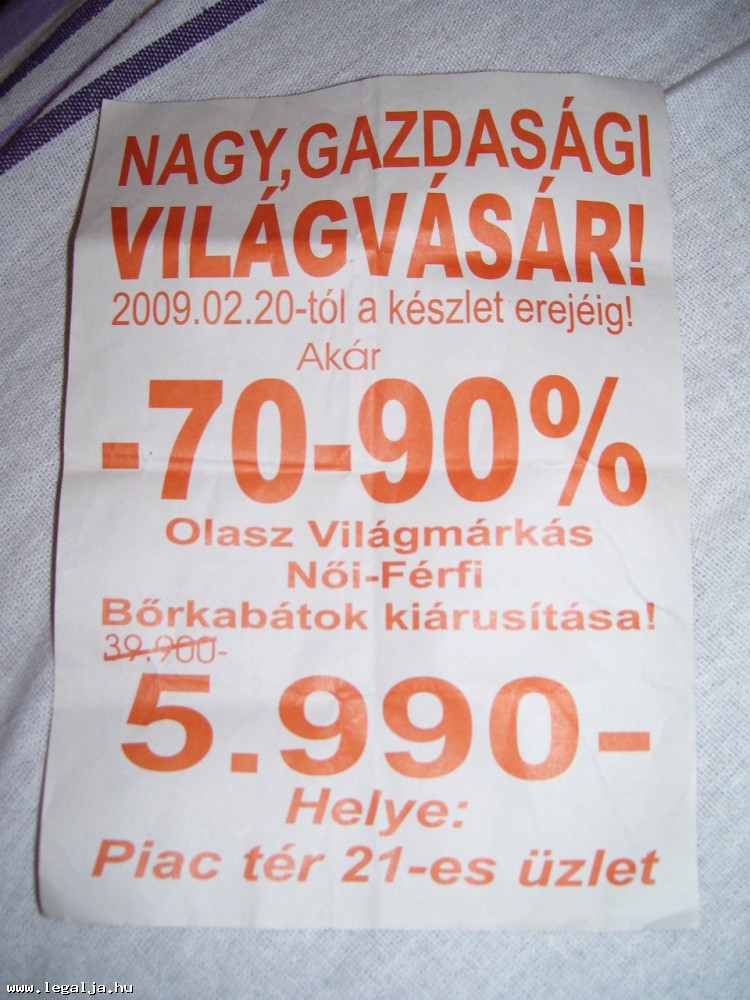 NAGY, GAZDASÁGI
VILÁGVÁSÁR!
2009.02.20-tól a készlet erejéig!
Akár
-70-90%
Olasz Világmárkás
Női-Férfi
Bőrkabátok kiárusítása!
39.900-
5.990-
Helye:
Piac tér 21-es üzlet
www.legalja.hu